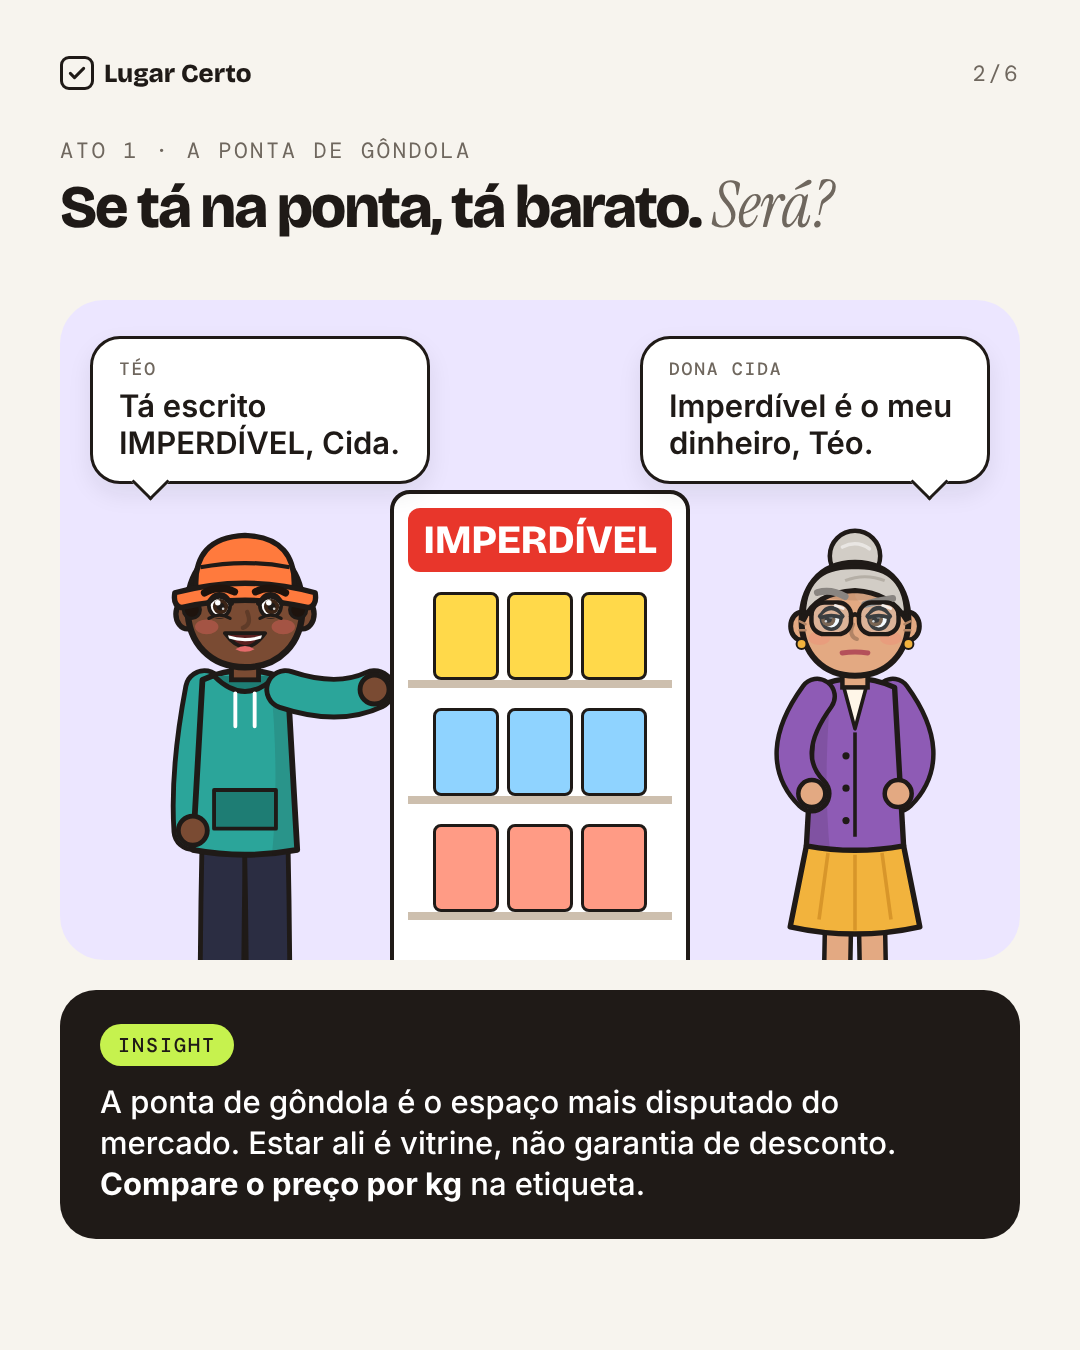 Lugar Certo
2/6
ATO 1 · A PONTA DE GÔNDOLA
Se tá na ponta, tá barato. Será?
TÉO
Tá escrito
IMPERDÍVEL, Cida.
DONA CIDA
Imperdível é o meu
dinheiro, Téo.
IMPERDÍVEL
INSIGHT
A ponta de gôndola é o espaço mais disputado do
mercado. Estar ali é vitrine, não garantia de desconto.
Compare o preço por kg na etiqueta.